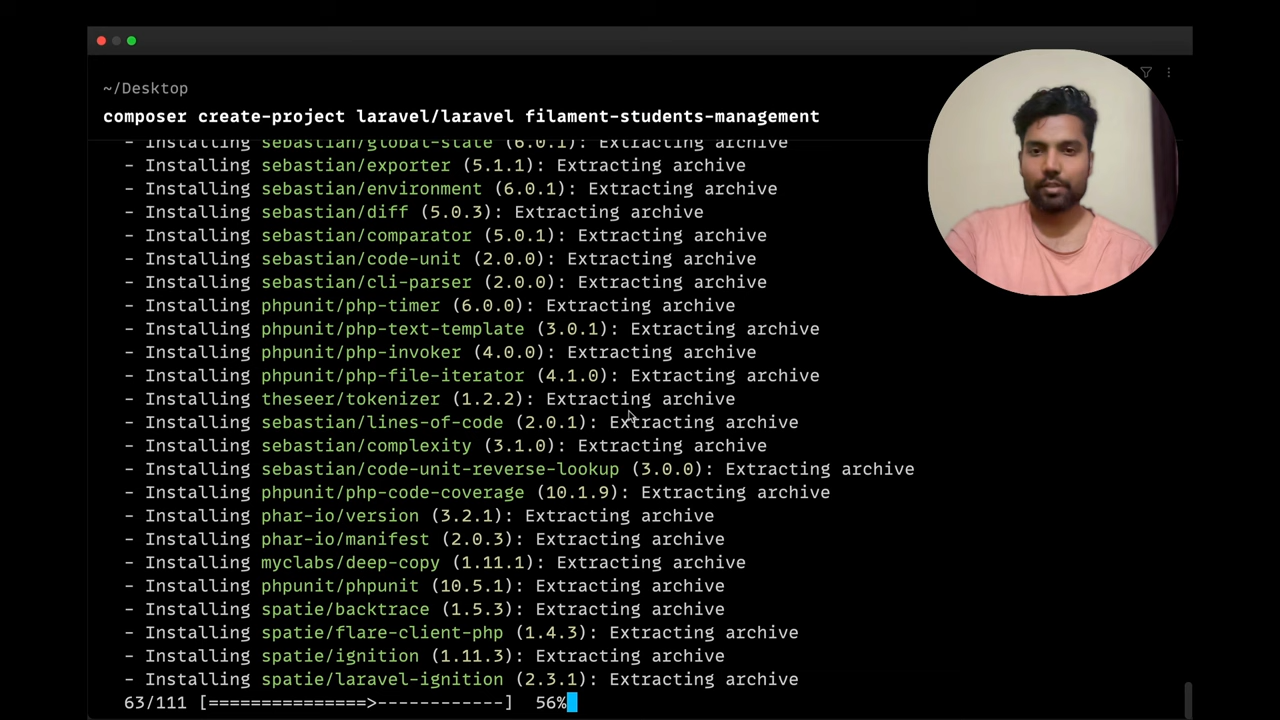 ~/Desktop
composer create-project laravel/laravel filament-students-management
- Installing sebastian/global-state (6.0.1): Extracting archive
- Installing sebastian/exporter (5.1.1): Extracting archive
- Installing sebastian/environment (6.0.1): Extracting archive
- Installing sebastian/diff (5.0.3): Extracting archive
- Installing sebastian/comparator (5.0.1): Extracting archive
- Installing sebastian/code-unit (2.0.0): Extracting archive
- Installing sebastian/cli-parser (2.0.0): Extracting archive
- Installing phpunit/php-timer (6.0.0): Extracting archive
- Installing phpunit/php-text-template (3.0.1): Extracting archive
- Installing phpunit/php-invoker (4.0.0): Extracting archive
- Installing phpunit/php-file-iterator (4.1.0): Extracting archive
- Installing theseer/tokenizer (1.2.2): Extracting archive
- Installing sebastian/lines-of-code (2.0.1): Extracting archive
- Installing sebastian/complexity (3.1.0): Extracting archive
- Installing sebastian/code-unit-reverse-lookup (3.0.0): Extracting archive
- Installing phpunit/php-code-coverage (10.1.9): Extracting archive
- Installing phar-io/version (3.2.1): Extracting archive
- Installing phar-io/manifest (2.0.3): Extracting archive
- Installing myclabs/deep-copy (1.11.1): Extracting archive
- Installing phpunit/phpunit (10.5.1): Extracting archive
- Installing spatie/backtrace (1.5.3): Extracting archive
- Installing spatie/flare-client-php (1.4.3): Extracting archive
- Installing spatie/ignition (1.11.3): Extracting archive
- Installing spatie/laravel-ignition (2.3.1): Extracting archive
63/111 [===============>------------] 56%